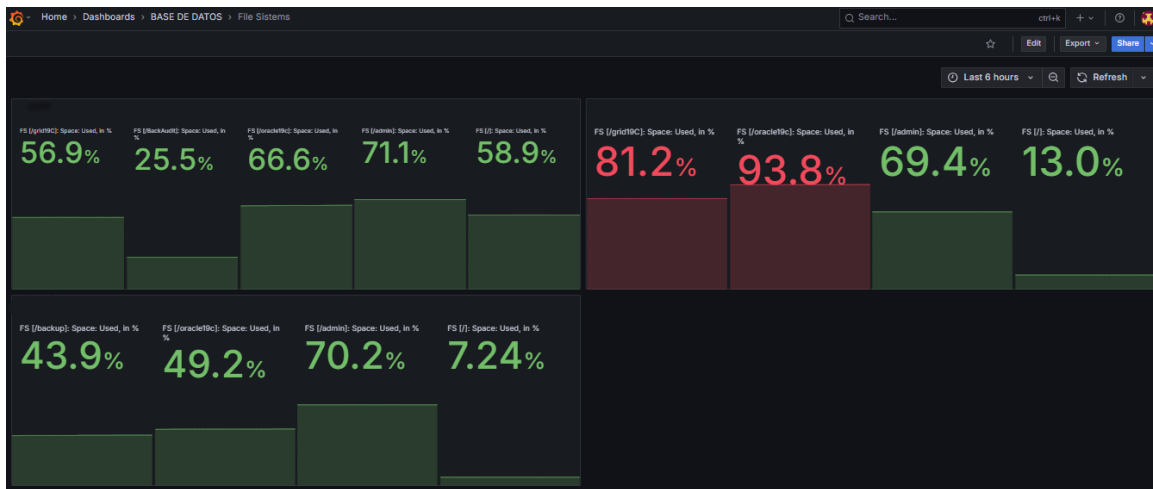 Home › Dashboards › BASE DE DATOS › File Sistems
Search...
ctrl+k
Edit
Export
Share
Last 6 hours
Refresh
FS [/grid19C]: Space: Used, in %
56.9%
FS [/BackAudit]: Space: Used, in
%
25.5%
FS [/oracle19c]: Space: Used, in
%
66.6%
FS [/admin]: Space: Used, in %
71.1%
FS [/]: Space: Used, in %
58.9%
FS [/grid19C]: Space: Used, in %
81.2%
FS [/oracle19c]: Space: Used, in
%
93.8%
FS [/admin]: Space: Used, in %
69.4%
FS [/]: Space: Used, in %
13.0%
FS [/backup]: Space: Used, in %
43.9%
FS [/oracle19c]: Space: Used, in
%
49.2%
FS [/admin]: Space: Used, in %
70.2%
FS [/]: Space: Used, in %
7.24%